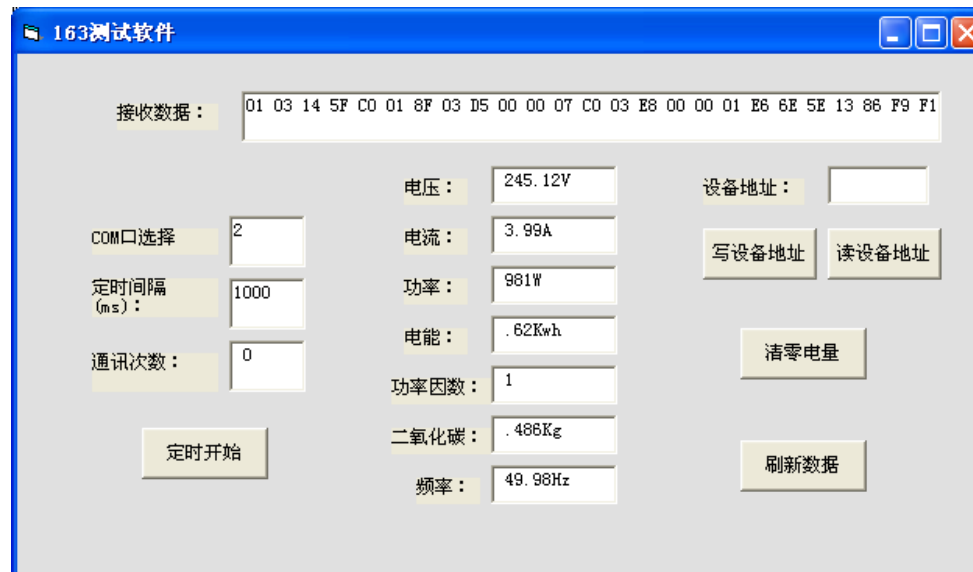 163测试软件
接收数据：
01 03 14 5F C0 01 8F 03 D5 00 00 07 C0 03 E8 00 00 01 E6 6E 5E 13 86 F9 F1
电压：
245.12V
设备地址：
COM口选择
2
电流：
3.99A
写设备地址
读设备地址
定时间隔
(ms)：
1000
功率：
981W
电能：
.62Kwh
清零电量
通讯次数：
0
功率因数：
1
定时开始
二氧化碳：
.486Kg
刷新数据
频率：
49.98Hz